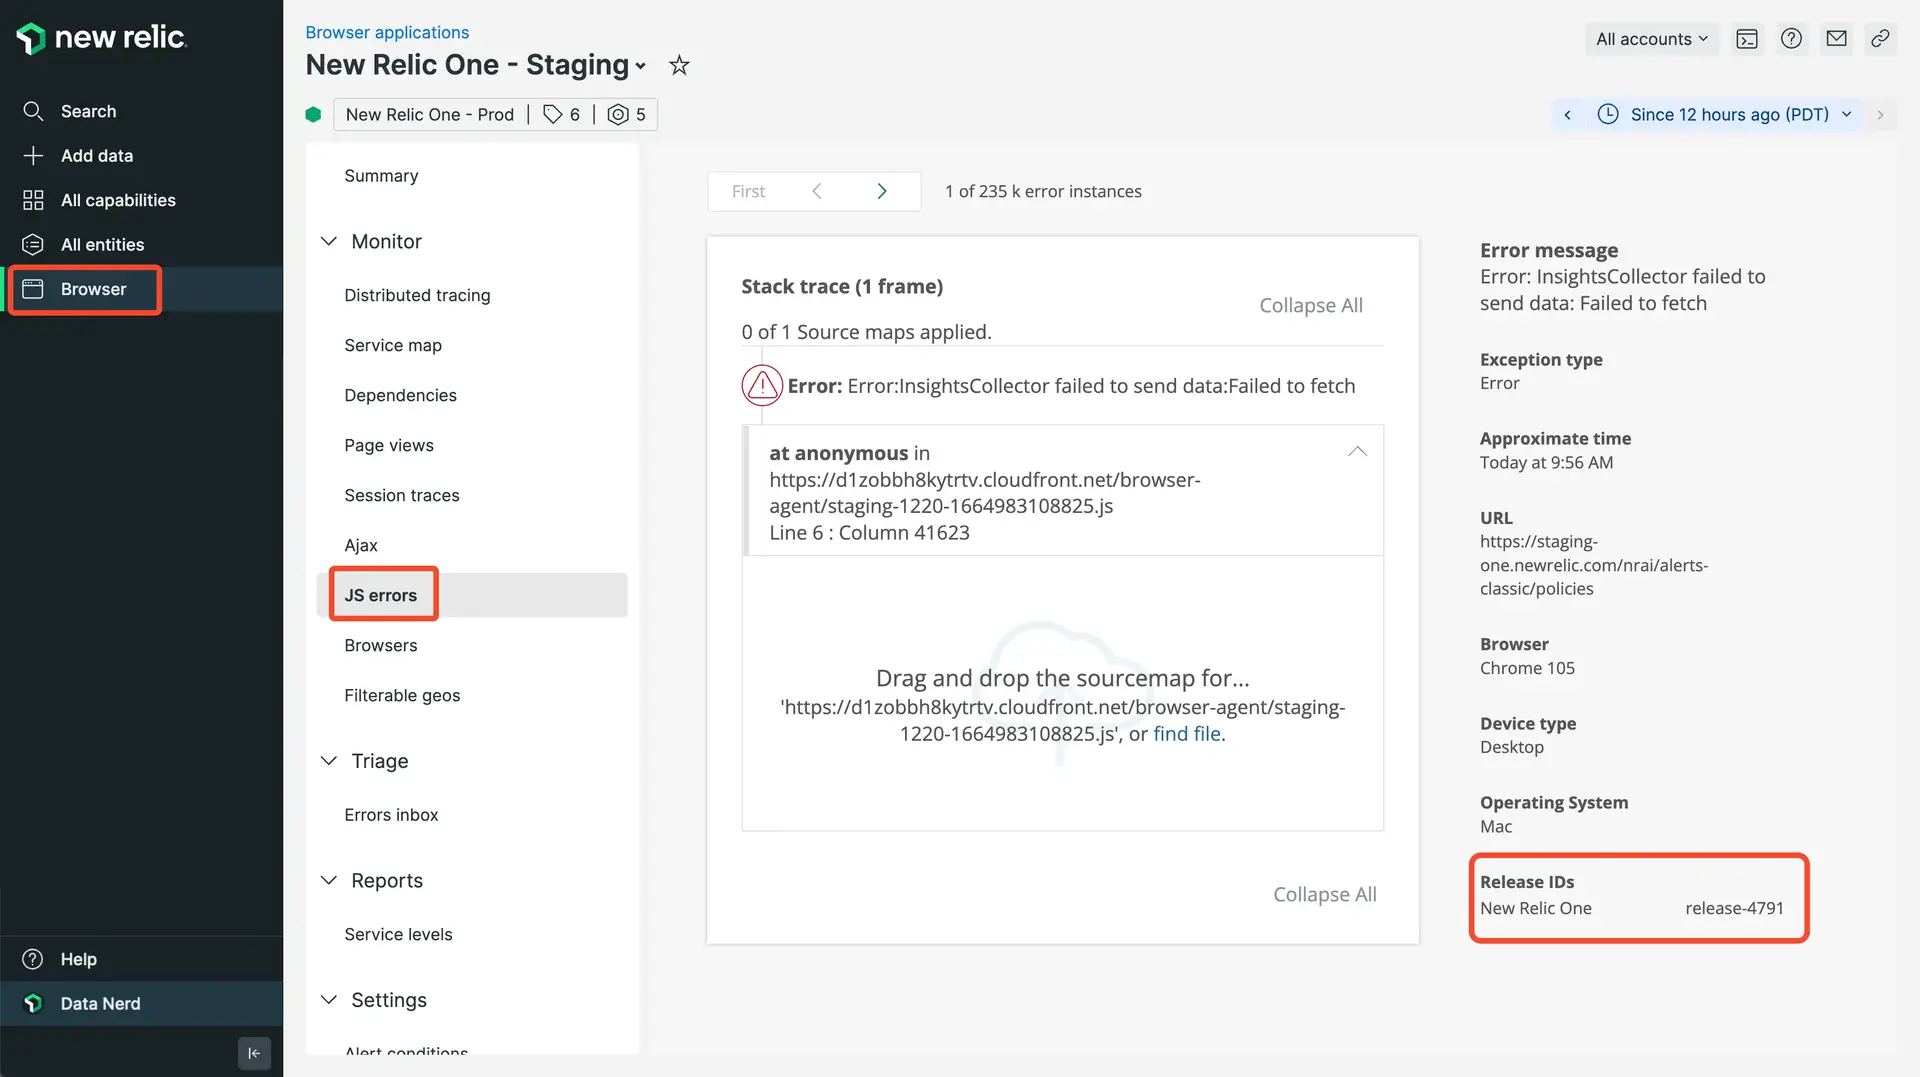 new relic.
Search
Add data
All capabilities
All entities
Browser
Help
Data Nerd
Browser applications
New Relic One - Staging
All accounts
New Relic One - Prod | 6 | 5
Since 12 hours ago (PDT)
Summary
Monitor
Distributed tracing
Service map
Dependencies
Page views
Session traces
Ajax
JS errors
Browsers
Filterable geos
Triage
Errors inbox
Reports
Service levels
Settings
Alert conditions
First
1 of 235 k error instances
Stack trace (1 frame)
Collapse All
0 of 1 Source maps applied.
Error: Error:InsightsCollector failed to send data:Failed to fetch
at anonymous in
https://d1zobbh8kytrtv.cloudfront.net/browser-
agent/staging-1220-1664983108825.js
Line 6 : Column 41623
Drag and drop the sourcemap for...
'https://d1zobbh8kytrtv.cloudfront.net/browser-agent/staging-
1220-1664983108825.js', or find file.
Collapse All
Error message
Error: InsightsCollector failed to
send data: Failed to fetch
Exception type
Error
Approximate time
Today at 9:56 AM
URL
https://staging-
one.newrelic.com/nrai/alerts-
classic/policies
Browser
Chrome 105
Device type
Desktop
Operating System
Mac
Release IDs
New Relic One release-4791